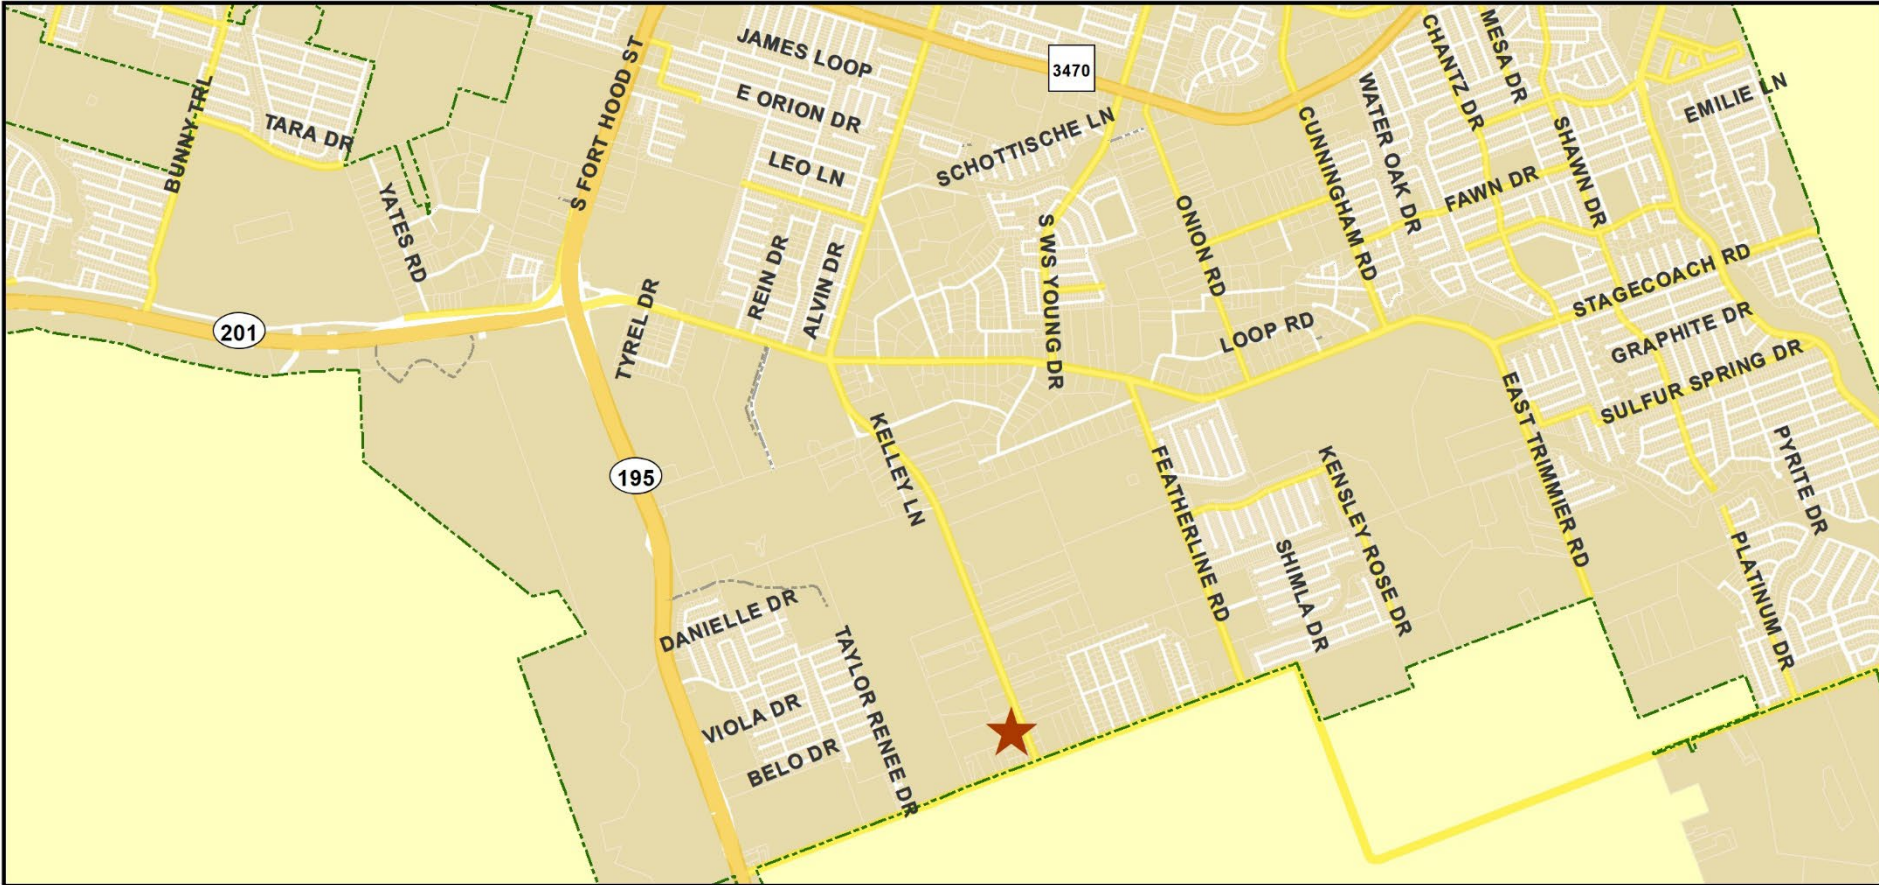 JAMES LOOP
3470
CHANTZ DR
MESA DR
S FORT HOOD ST
BUNNY TRL
TARA DR
E ORION DR
EMILIE LN
WATER OAK DR
SCHOTTISCHE LN
CUNNINGHAM RD
SHAWN DR
LEO LN
YATES RD
FAWN DR
ONION RD
S WS YOUNG DR
REIN DR
ALVIN DR
TYREL DR
STAGECOACH RD
201
LOOP RD
GRAPHITE DR
SULFUR SPRING DR
EAST TRIMMIER RD
KELLEY LN
195
FEATHERLINE RD
KENSLEY ROSE DR
PYRITE DR
SHIMLA DR
PLATINUM DR
DANIELLE DR
TAYLOR RENEE DR
VIOLA DR
BELO DR